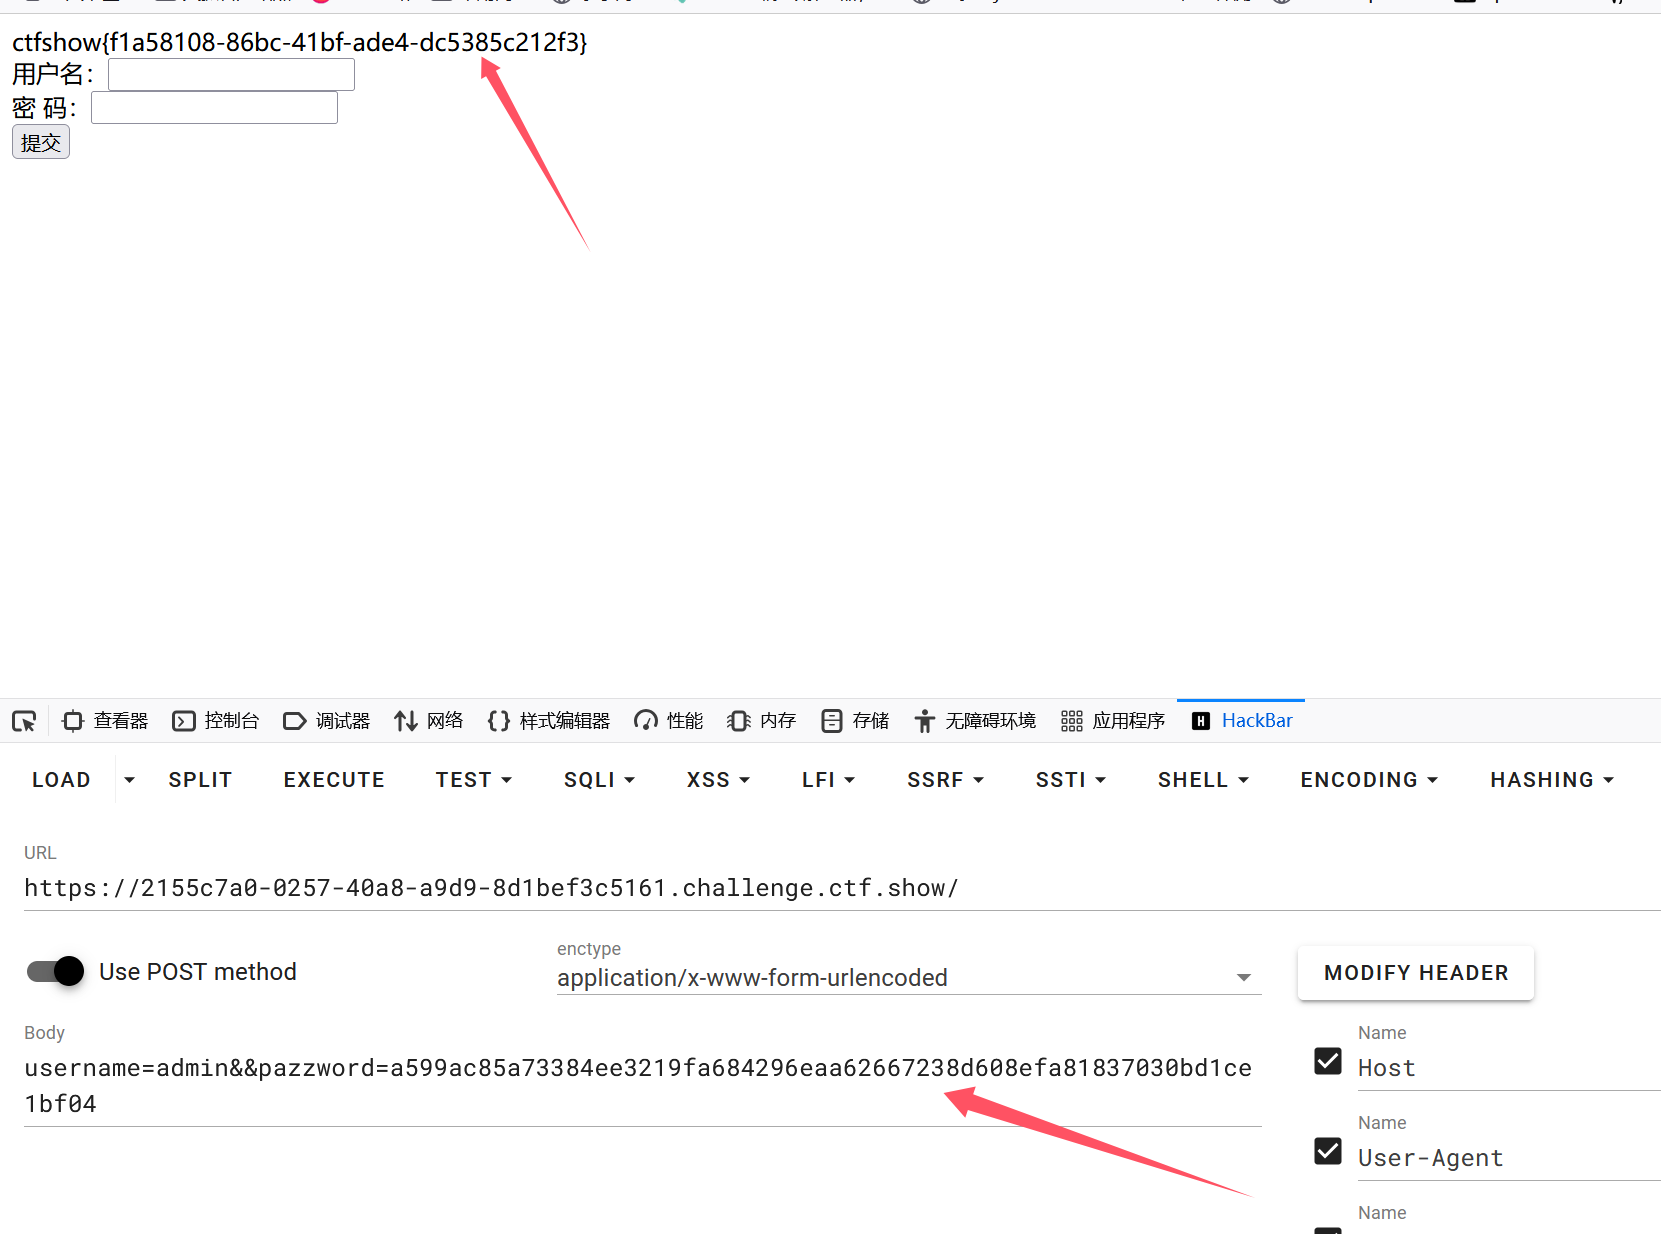 ctfshow{f1a58108-86bc-41bf-ade4-dc5385c212f3}
用户名：
密 码：
提交
查看器 控制台 调试器 网络 样式编辑器 性能 内存 存储 无障碍环境 应用程序 HackBar
LOAD SPLIT EXECUTE TEST SQLI XSS LFI SSRF SSTI SHELL ENCODING HASHING
URL
https://2155c7a0-0257-40a8-a9d9-8d1bef3c5161.challenge.ctf.show/
Use POST method
enctype
application/x-www-form-urlencoded
MODIFY HEADER
Body
username=admin&&pazzword=a599ac85a73384ee3219fa684296eaa62667238d608efa81837030bd1ce
1bf04
Name
Host
Name
User-Agent
Name